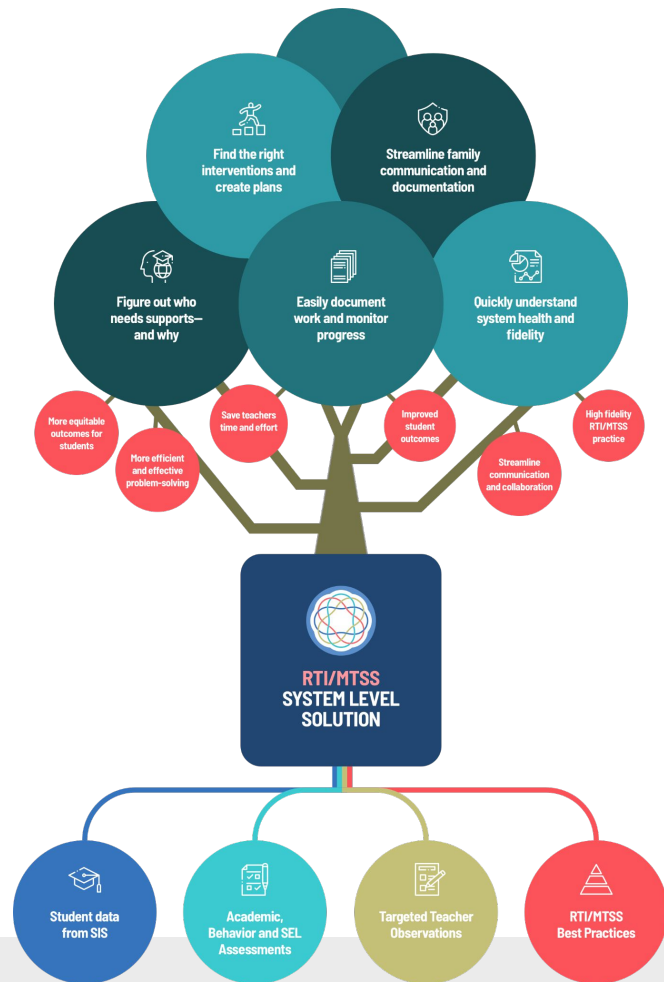 Find the right
interventions and
create plans
Streamline family
communication and
documentation
Figure out who
needs supports—
and why
Easily document
work and monitor
progress
Quickly understand
system health and
fidelity
More equitable
outcomes for
students
More efficient
and effective
problem-solving
Save teachers
time and effort
Improved
student
outcomes
Streamline
communication
and collaboration
High fidelity
RTI/MTSS
practice
RTI/MTSS
SYSTEM LEVEL
SOLUTION
Student data
from SIS
Academic,
Behavior and SEL
Assessments
Targeted Teacher
Observations
RTI/MTSS
Best Practices